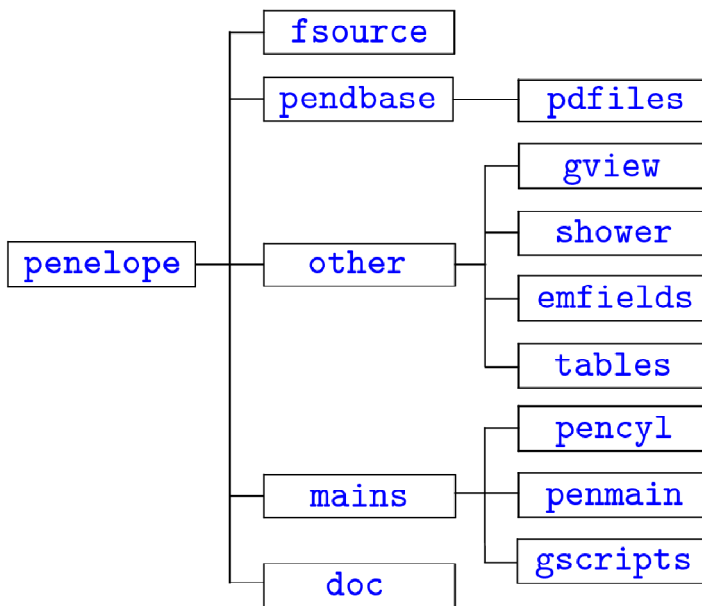 fsource
pendbase
pdfiles
gview
shower
penelope
other
emfields
tables
pencyl
mains
penmain
gscripts
doc